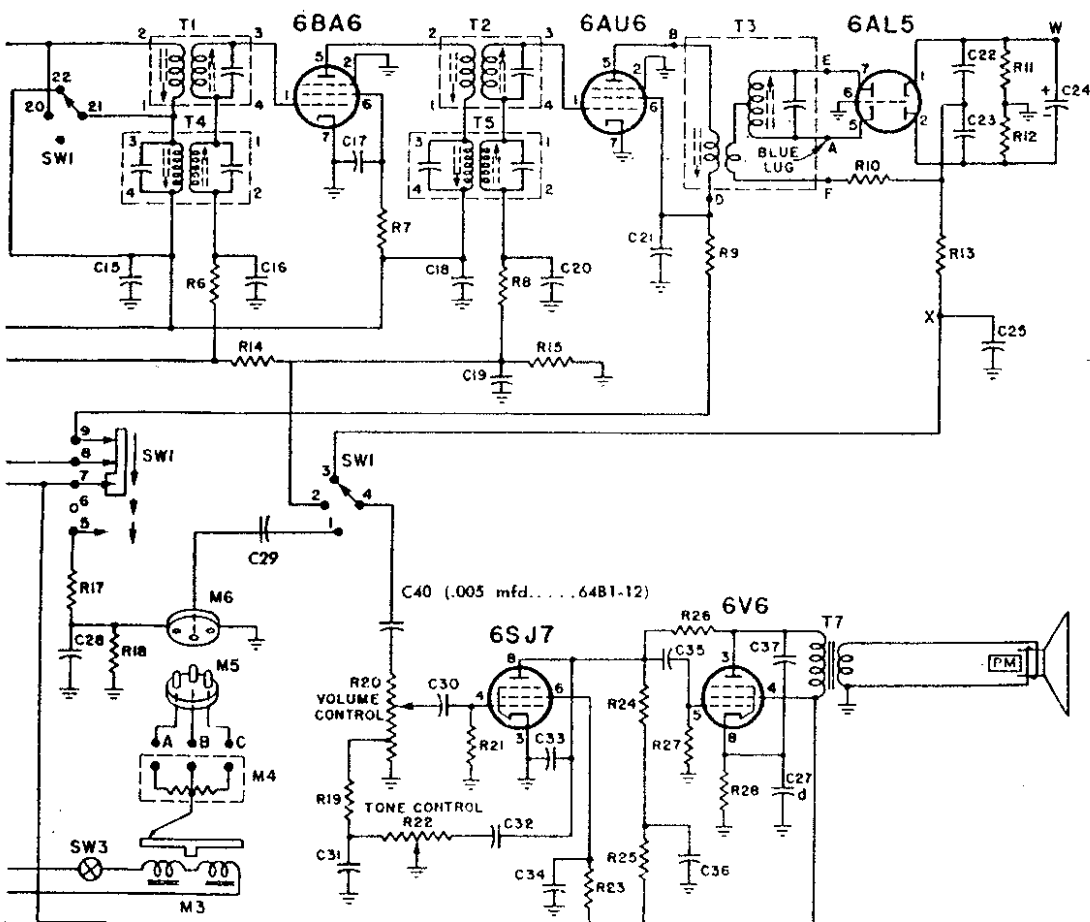 T1 6BA6 T2 6AU6 T3 6AL5
2 3 5 2 2 3 5 B W
2 E 7 1 C22 R11
22 6 6 6 + C24
20 21 1 4 1 1 4 1 5 2 C23 R12 -
SW1 T4 C17 T5 BLUE LUG A R10
3 1 7 3 1 7 D F
4 2 R7 4 2
C15 R6 C16 C18 R8 C20 C21 R9 R13
X
R14 R15 C25
C19
9
8 SW1 SW1
7 3
6 2 4
5 1
C29
R17 M6 C40 (.005 mfd.....64B1-12)
C28 R18 6SJ7 6V6 T7
M5 R26
8 C35 3 C37 PM
R20 C30 4 6 4
VOLUME CONTROL R24 5
A B C R21 3 C33 R27 8
M4 R19 R28 C27 d
TONE CONTROL
R22 C32
SW3 C31 C34 R23 R25 C36
M3